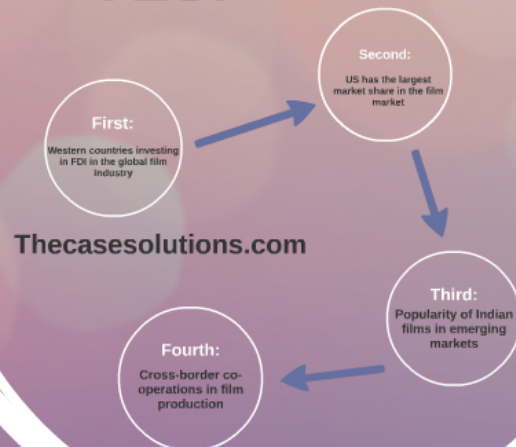 First:
Western countries investing
in FDI in the global film
industry
Second:
US has the largest
market share in the film
market
Thecasesolutions.com
Third:
Popularity of Indian
films in emerging
markets
Fourth:
Cross-border co-
operations in film
production